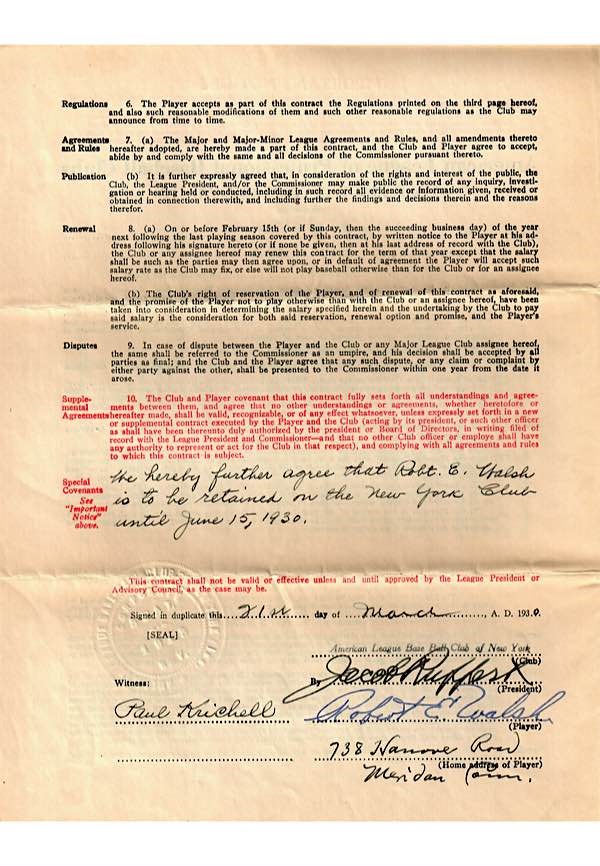 Regulations 6. The Player accepts as part of this contract the Regulations printed on the third page hereof,
and also such reasonable modifications of them and such other reasonable regulations as the Club may
announce from time to time.
Agreements 7. (a) The Major and Major-Minor League Agreements and Rules, and all amendments thereto
and Rules hereafter adopted, are hereby made a part of this contract, and the Club and Player agree to accept,
abide by and comply with the same and all decisions of the Commissioner pursuant thereto.
Publication (b) It is further expressly agreed that, in consideration of the rights and interest of the public, the
Club, the League President, and/or the Commissioner may make public the record of any inquiry, investi-
gation or hearing held or conducted, including in such record all evidence or information given, received or
obtained in connection therewith, and including further the findings and decisions therein and the reasons
therefor.
Renewal 8. (a) On or before February 15th (or if Sunday, then the succeeding business day) of the year
next following the last playing season covered by this contract, by written notice to the Player at his ad-
dress following his signature hereto (or if none be given, then at his last address of record with the Club),
the Club or any assignee hereof may renew this contract for the term of that year except that the salary
shall be such as the parties may then agree upon, or in default of agreement the Player will accept such
salary rate as the Club may fix, or else will not play baseball otherwise than for the Club or for an assignee
hereof.
(b) The Club's right of reservation of the Player, and of renewal of this contract as aforesaid,
and the promise of the Player not to play otherwise than with the Club or an assignee hereof, have been
taken into consideration in determining the salary specified herein and the undertaking by the Club to pay
said salary is the consideration for both said reservation, renewal option and promise, and the Player's
service.
Disputes 9. In case of dispute between the Player and the Club or any Major League Club assignee hereof,
the same shall be referred to the Commissioner as an umpire, and his decision shall be accepted by all
parties as final; and the Club and the Player agree that any such dispute, or any claim or complaint by
either party against the other, shall be presented to the Commissioner within one year from the date it
arose.
Supple- 10. The Club and Player covenant that this contract fully sets forth all understandings and agree-
mental ments between them, and agree that no other understandings or agreements, whether heretofore or
Agreements hereafter made, shall be valid, recognizable, or of any effect whatsoever, unless expressly set forth in a new
or supplemental contract executed by the Player and the Club (acting by its president, or such other officer
as shall have been thereunto duly authorized by the president or Board of Directors, in writing filed of
record with the League President and Commissioner—and that no other Club officer or employe shall have
any authority to represent or act for the Club in that respect), and complying with all agreements and rules
to which this contract is subject.
Special
Covenants
See
"Important
Notice"
above.
We hereby further agree that Robt. E. Walsh
is to be retained on the New York Club
until June 15, 1930.
This contract shall not be valid or effective unless and until approved by the League President or
Advisory Council, as the case may be.
Signed in duplicate this 21st day of March, A. D. 1930.
[SEAL]
American League Base Ball Club of New York
(Club)
Witness: By Jacob Ruppert
(President)
Paul Krichell Robert E. Walsh
(Player)
738 Hanover Road
(Home address of Player)
Meriden Conn.